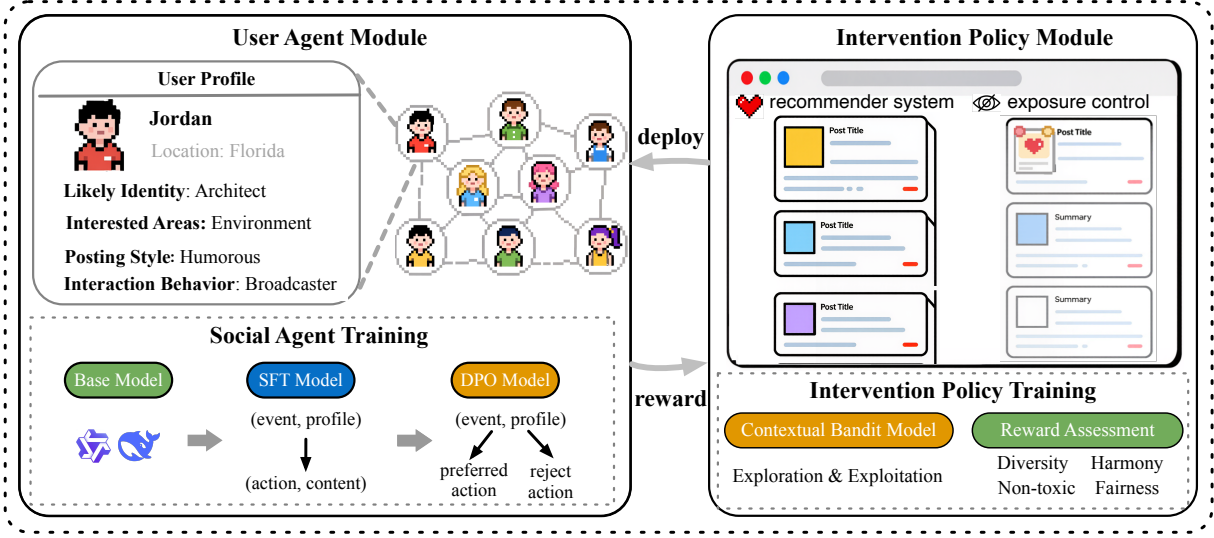 User Agent Module
User Profile
Jordan
Location: Florida
Likely Identity: Architect
Interested Areas: Environment
Posting Style: Humorous
Interaction Behavior: Broadcaster
Social Agent Training
Base Model
SFT Model
DPO Model
(event, profile)
(action, content)
(event, profile)
preferred
action
reject
action
deploy
reward
Intervention Policy Module
recommender system
exposure control
Post Title
Post Title
Post Title
Post Title
Summary
Summary
Intervention Policy Training
Contextual Bandit Model
Reward Assessment
Exploration & Exploitation
Diversity Harmony
Non-toxic Fairness